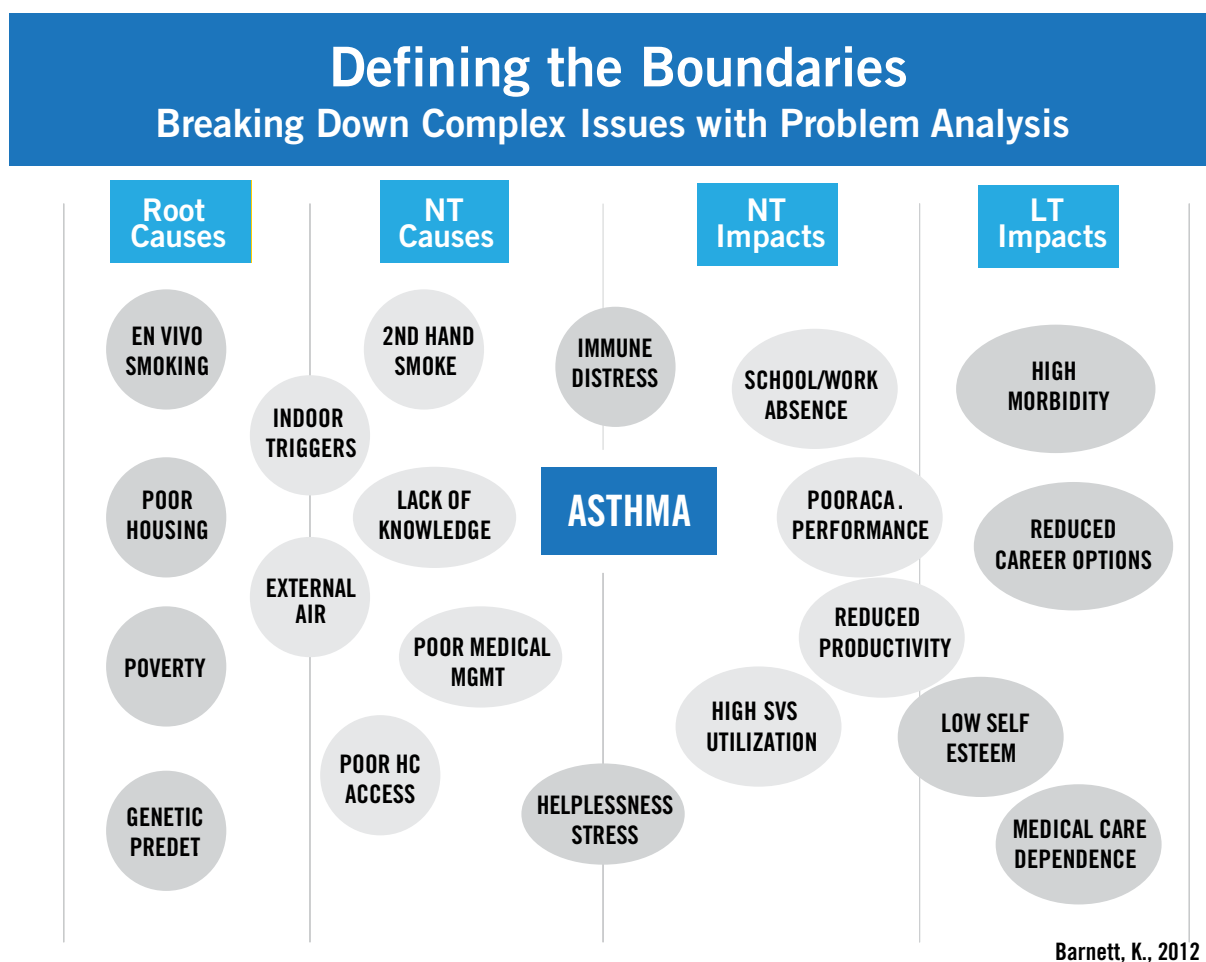 Defining the Boundaries
Breaking Down Complex Issues with Problem Analysis
Root
Causes
NT
Causes
NT
Impacts
LT
Impacts
EN VIVO
SMOKING
POOR
HOUSING
POVERTY
GENETIC
PREDET
INDOOR
TRIGGERS
EXTERNAL
AIR
2ND HAND
SMOKE
LACK OF
KNOWLEDGE
POOR MEDICAL
MGMT
POOR HC
ACCESS
IMMUNE
DISTRESS
ASTHMA
HELPLESSNESS
STRESS
SCHOOL/WORK
ABSENCE
POORACA.
PERFORMANCE
REDUCED
PRODUCTIVITY
HIGH SVS
UTILIZATION
HIGH
MORBIDITY
REDUCED
CAREER OPTIONS
LOW SELF
ESTEEM
MEDICAL CARE
DEPENDENCE
Barnett, K., 2012